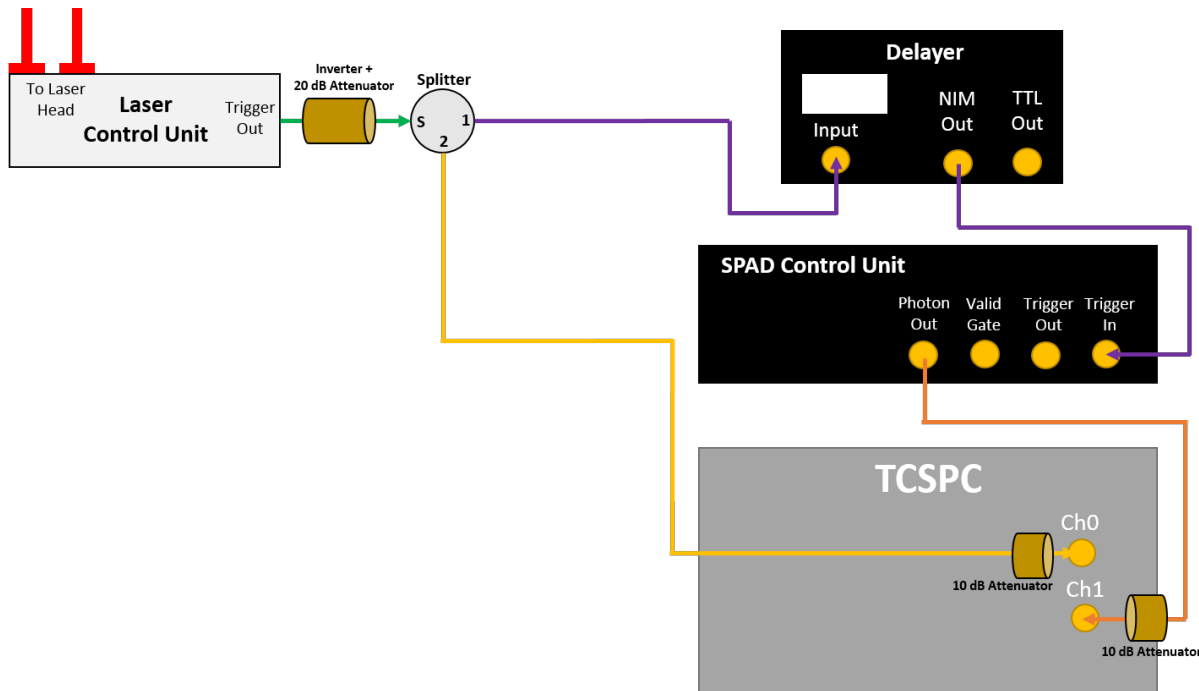 To Laser
Head
Laser
Control Unit
Trigger
Out
Inverter +
20 dB Attenuator
Splitter
S
1
2
Delayer
Input
NIM
Out
TTL
Out
SPAD Control Unit
Photon
Out
Valid
Gate
Trigger
Out
Trigger
In
TCSPC
Ch0
10 dB Attenuator
Ch1
10 dB Attenuator